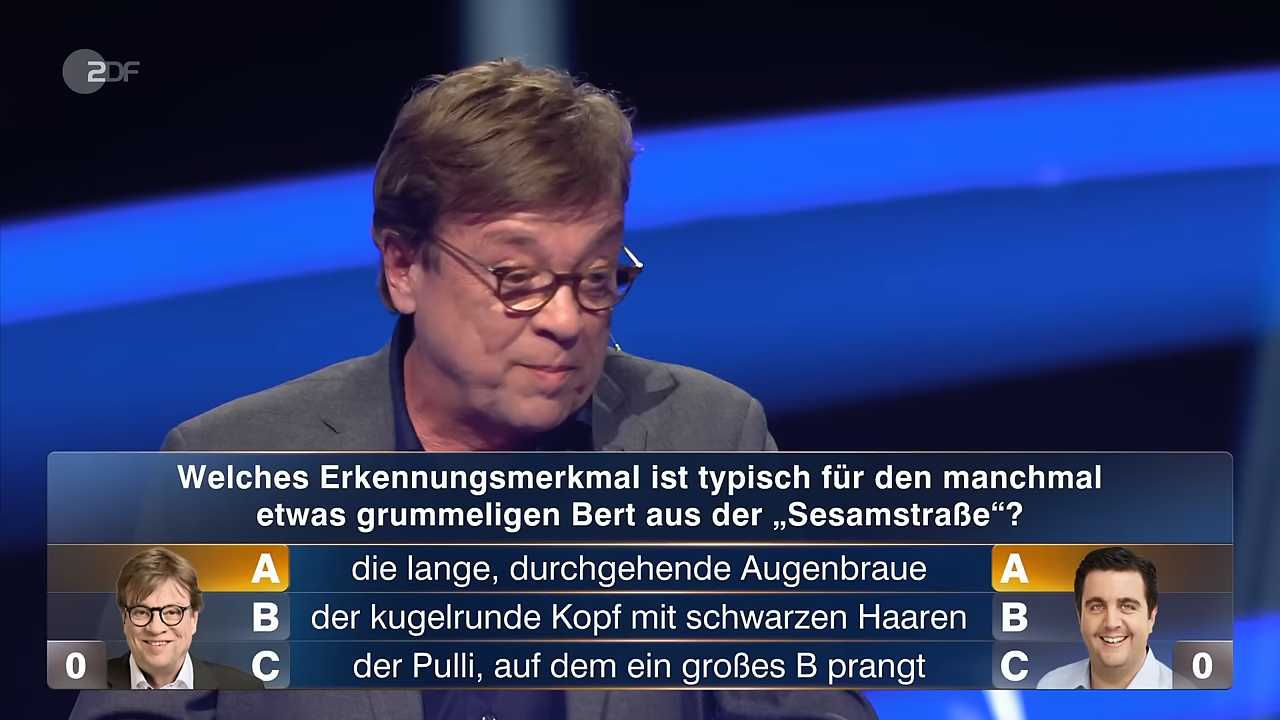 ZDF
Welches Erkennungsmerkmal ist typisch für den manchmal
etwas grummeligen Bert aus der „Sesamstraße“?
A die lange, durchgehende Augenbraue A
B der kugelrunde Kopf mit schwarzen Haaren B
0 C der Pulli, auf dem ein großes B prangt C 0